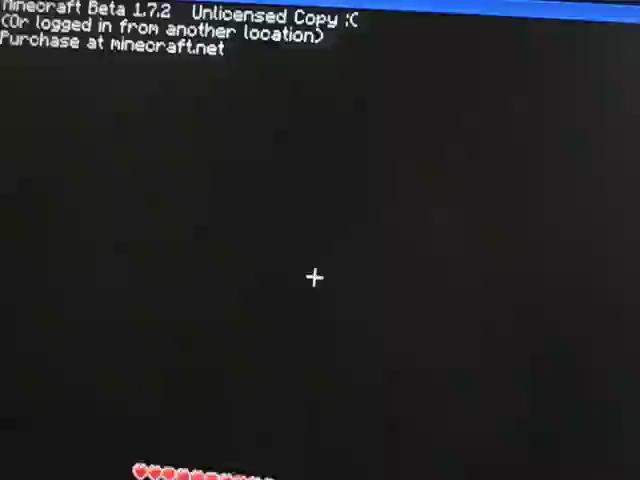 Minecraft Beta 1.7.2   Unlicensed Copy :(
(Or logged in from another location)
Purchase at minecraft.net